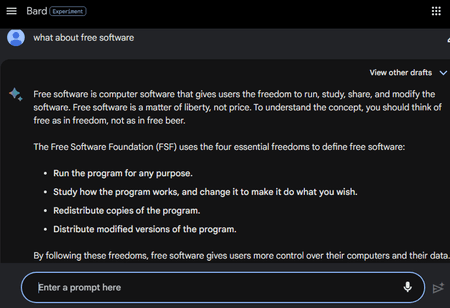 Bard Experiment
what about free software
View other drafts
Free software is computer software that gives users the freedom to run, study, share, and modify the
software. Free software is a matter of liberty, not price. To understand the concept, you should think of
free as in freedom, not as in free beer.
The Free Software Foundation (FSF) uses the four essential freedoms to define free software:
• Run the program for any purpose.
• Study how the program works, and change it to make it do what you wish.
• Redistribute copies of the program.
• Distribute modified versions of the program.
By following these freedoms, free software gives users more control over their computers and their data.
Enter a prompt here